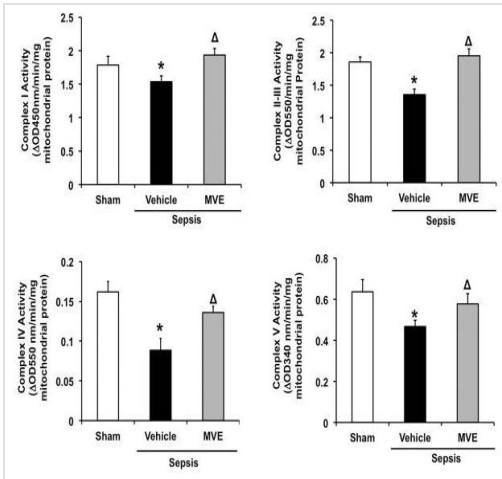 Complex I Activity
(ΔOD450nm/min/mg
mitochondrial protein)
2.5
2
1.5
1
0.5
0
*
Δ
Sham
Vehicle
MVE
Sepsis
Complex II-III Activity
(ΔOD550/min/mg
mitochondrial Protein)
2.5
2
1.5
1
0.5
0
*
Δ
Sham
Vehicle
MVE
Sepsis
Complex IV Activity
(ΔOD550 nm/min/mg
mitochondrial protein)
0.2
0.15
0.1
0.05
0
*
Δ
Sham
Vehicle
MVE
Sepsis
Complex V Activity
(ΔOD340 nm/min/mg
mitochondrial protein)
0.8
0.6
0.4
0.2
0
*
Δ
Sham
Vehicle
MVE
Sepsis